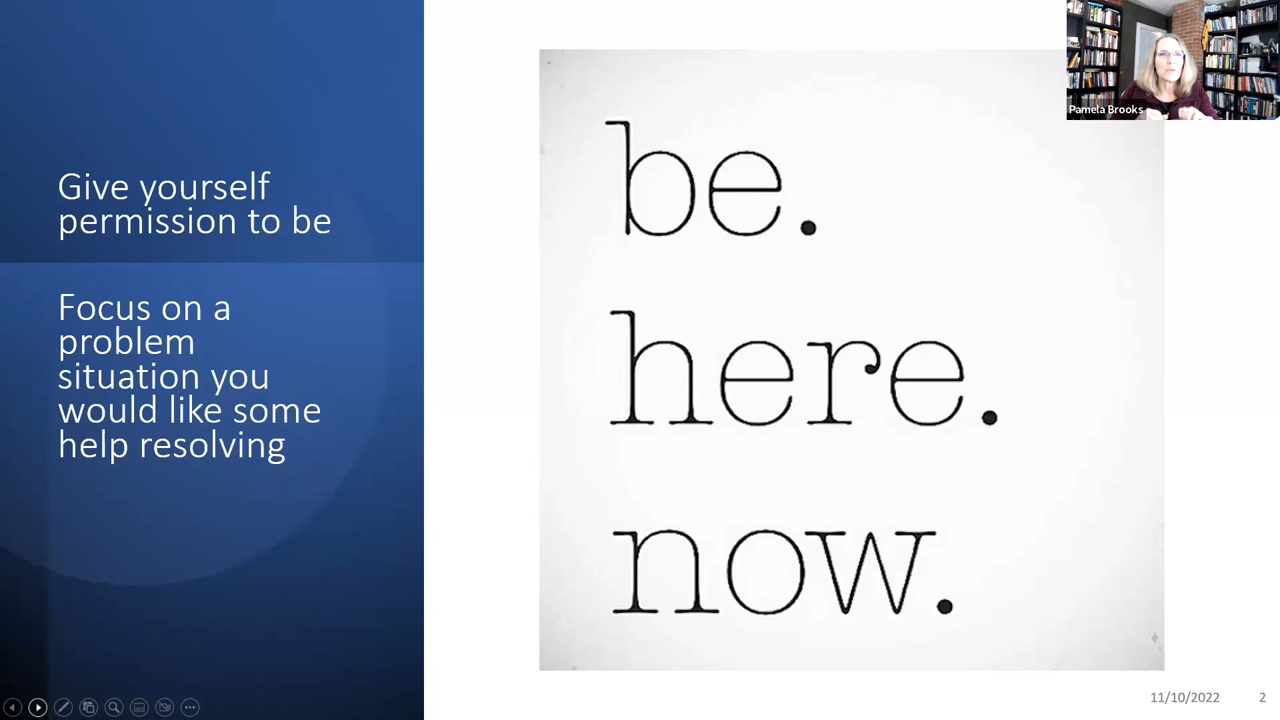 Give yourself
permission to be
Focus on a
problem
situation you
would like some
help resolving
be.
here.
now.
Pamela Brooks
11/10/2022
2